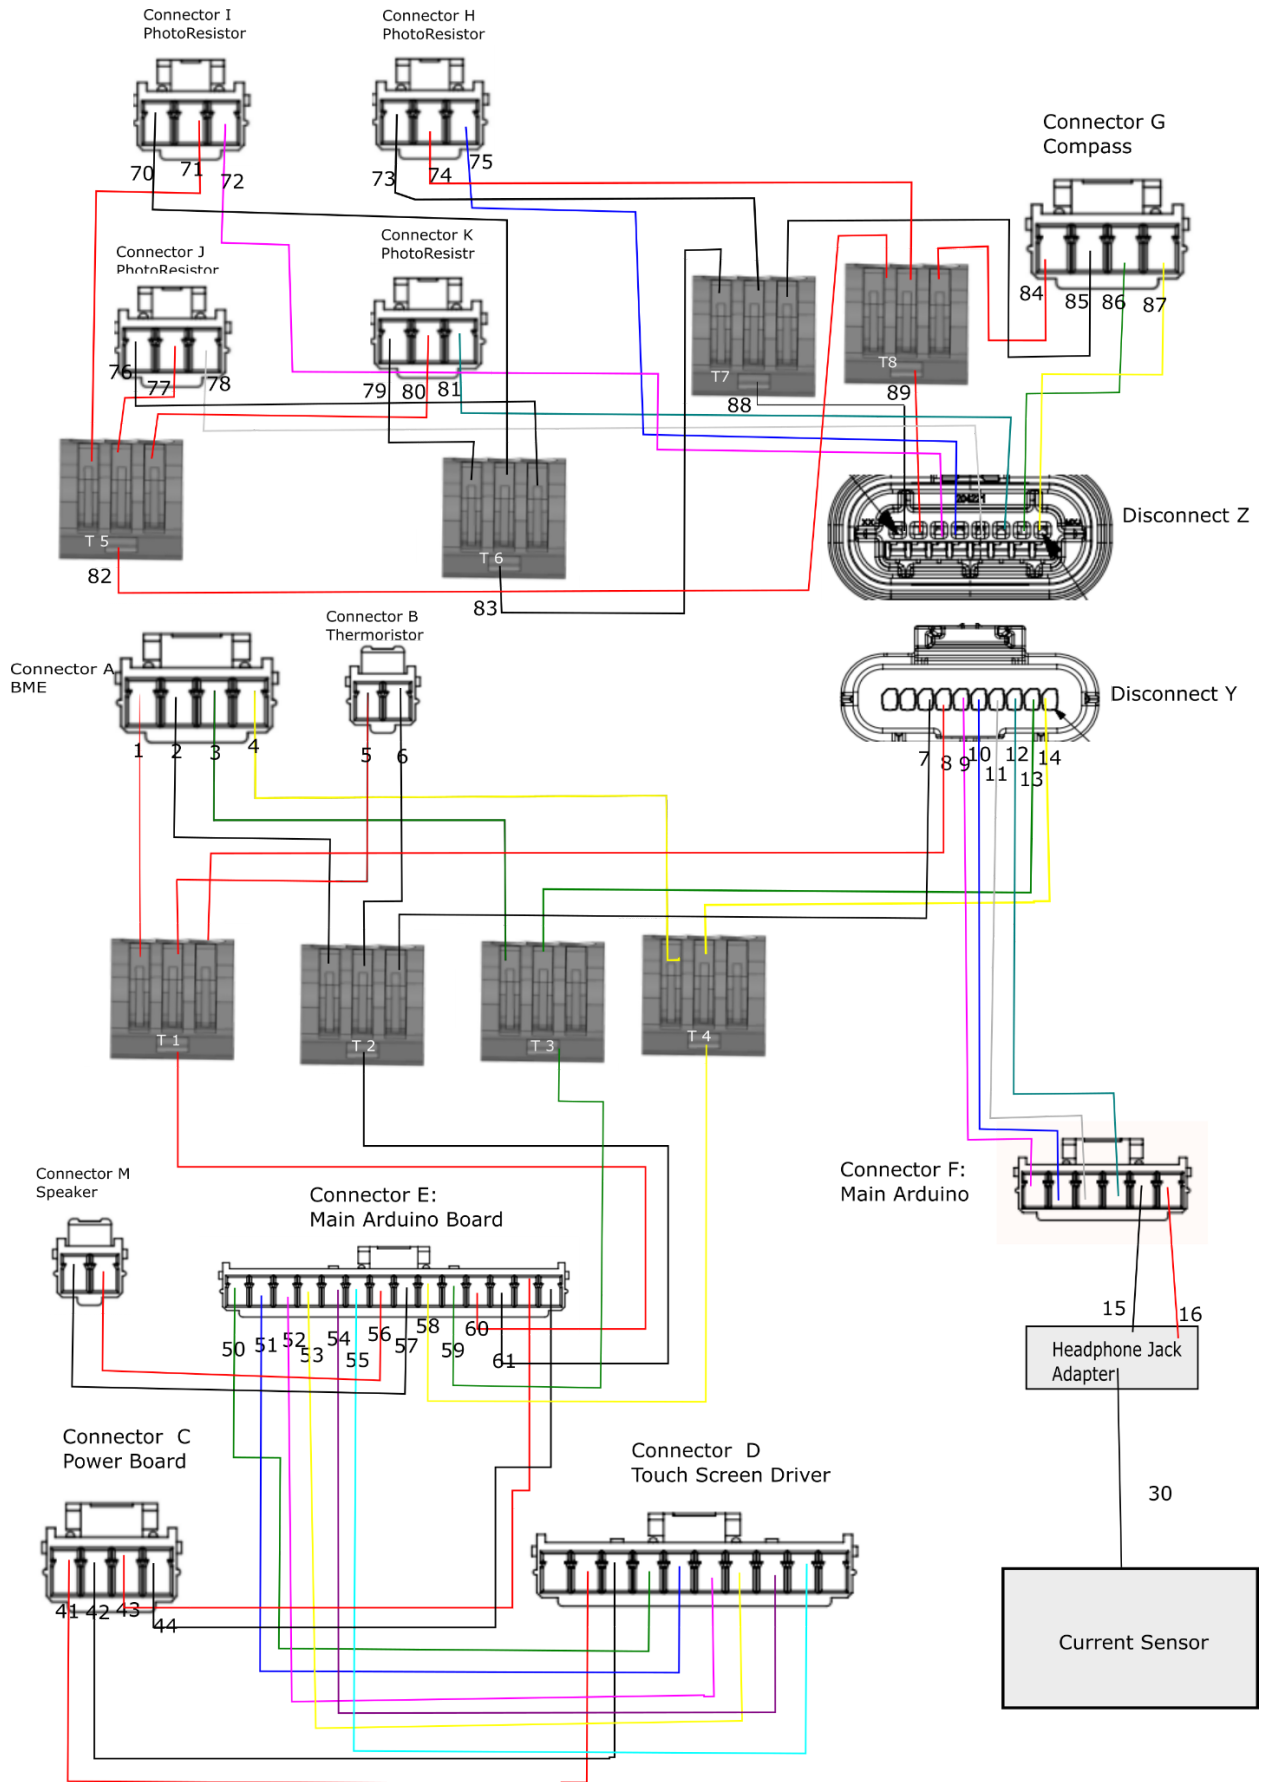 Connector I
PhotoResistor
Connector H
PhotoResistor
Connector G
Compass
70
71
72
73
74
75
Connector J
PhotoResistor
Connector K
PhotoResistr
84
85
86
87
76
77
78
79
80
81
T7
T8
88
89
T 5
T 6
82
83
Disconnect Z
Connector B
Thermoristor
Connector A
BME
Disconnect Y
1
2
3
4
5
6
7
8
9
10
11
12
13
14
T 1
T 2
T 3
T 4
Connector M
Speaker
Connector E:
Main Arduino Board
Connector F:
Main Arduino
50
51
52
53
54
55
56
57
58
59
60
61
15
16
Headphone Jack
Adapter
Connector C
Power Board
Connector D
Touch Screen Driver
30
41
42
43
44
Current Sensor